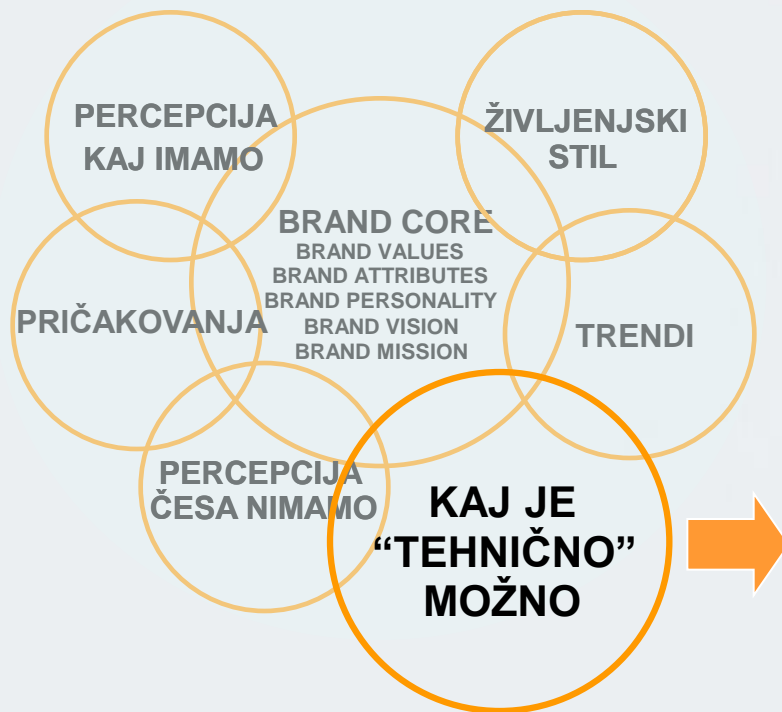 PERCEPCIJA
KAJ IMAMO
ŽIVLJENJSKI
STIL
BRAND CORE
BRAND VALUES
BRAND ATTRIBUTES
BRAND PERSONALITY
BRAND VISION
BRAND MISSION
PRIČAKOVANJA
TRENDI
PERCEPCIJA
ČESA NIMAMO
KAJ JE
“TEHNIČNO”
MOŽNO